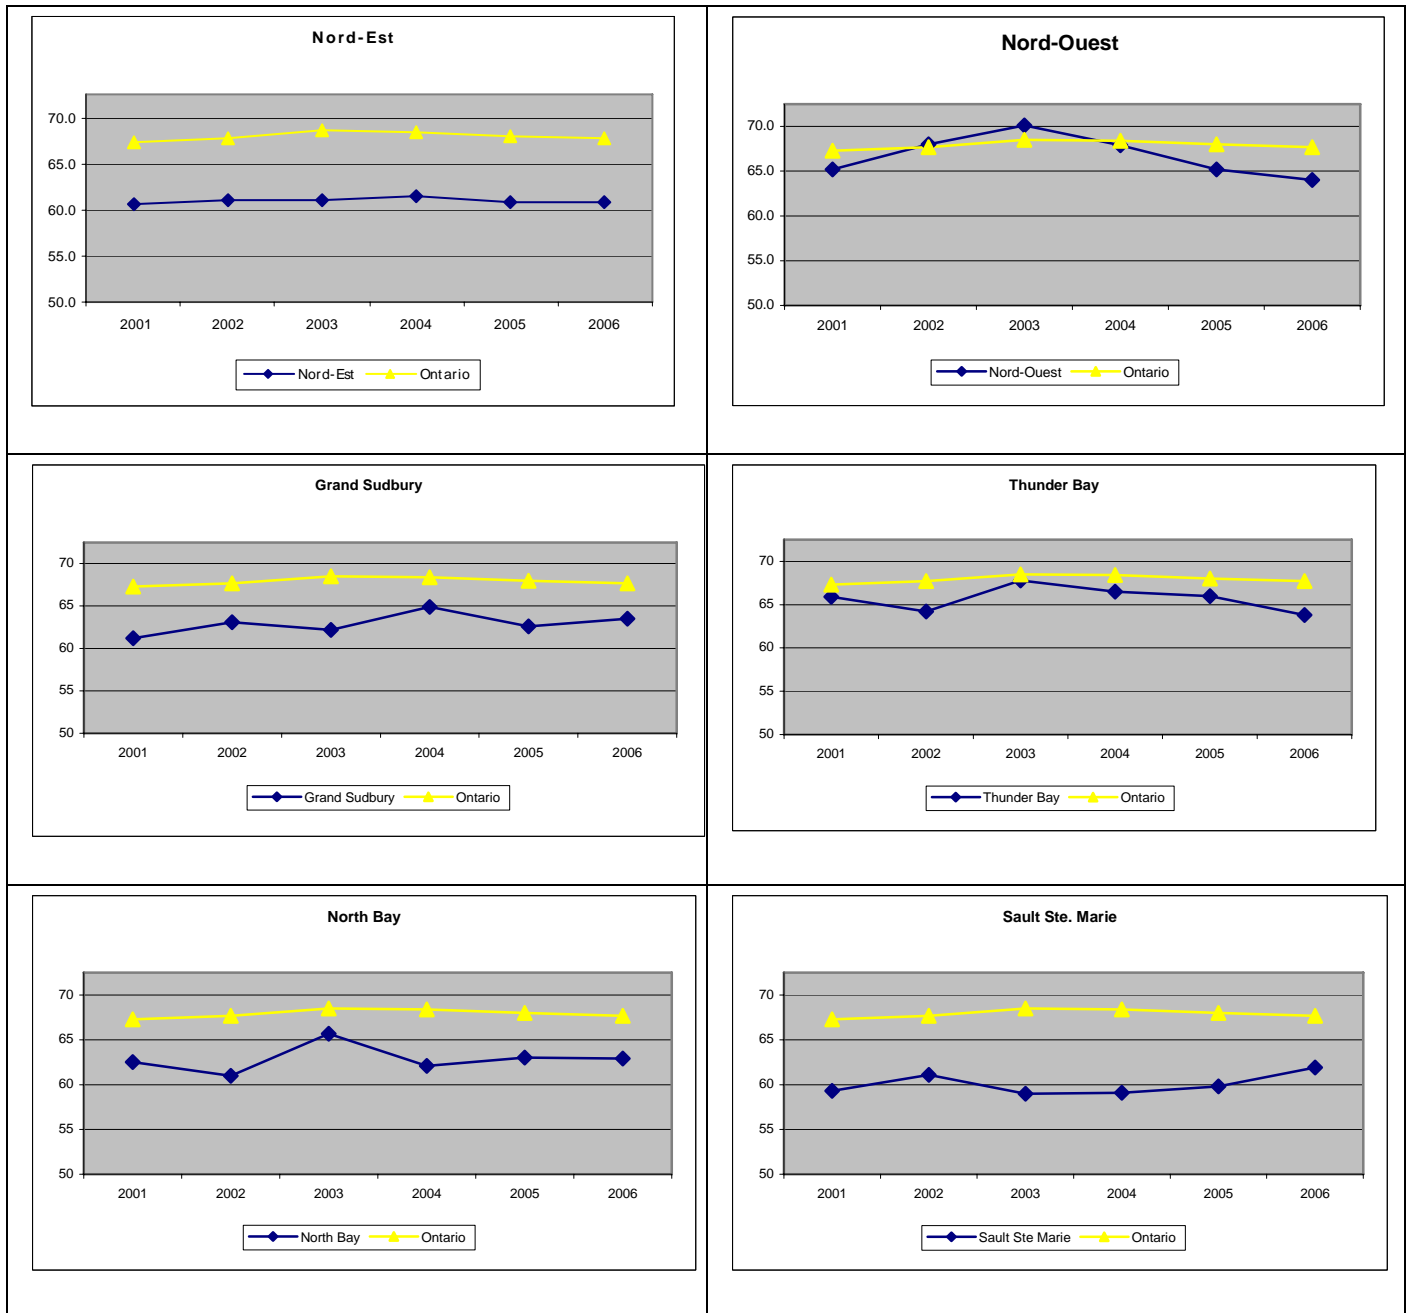 Nord-Est
70.0
65.0
60.0
55.0
50.0
2001 2002 2003 2004 2005 2006
Nord-Est Ontario
Nord-Ouest
70.0
65.0
60.0
55.0
50.0
2001 2002 2003 2004 2005 2006
Nord-Ouest Ontario
Grand Sudbury
70
65
60
55
50
2001 2002 2003 2004 2005 2006
Grand Sudbury Ontario
Thunder Bay
70
65
60
55
50
2001 2002 2003 2004 2005 2006
Thunder Bay Ontario
North Bay
70
65
60
55
50
2001 2002 2003 2004 2005 2006
North Bay Ontario
Sault Ste. Marie
70
65
60
55
50
2001 2002 2003 2004 2005 2006
Sault Ste Marie Ontario